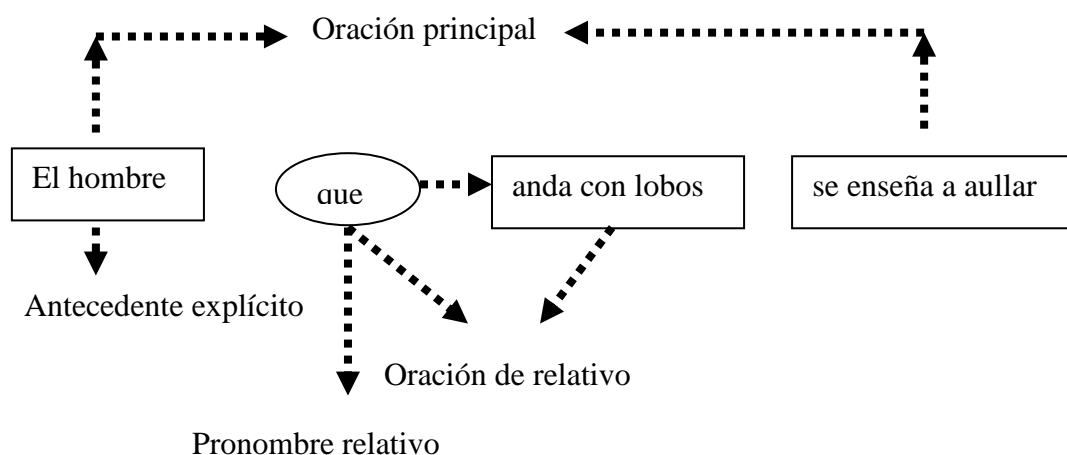 Oración principal
El hombre
que
anda con lobos
se enseña a aullar
Antecedente explícito
Oración de relativo
Pronombre relativo